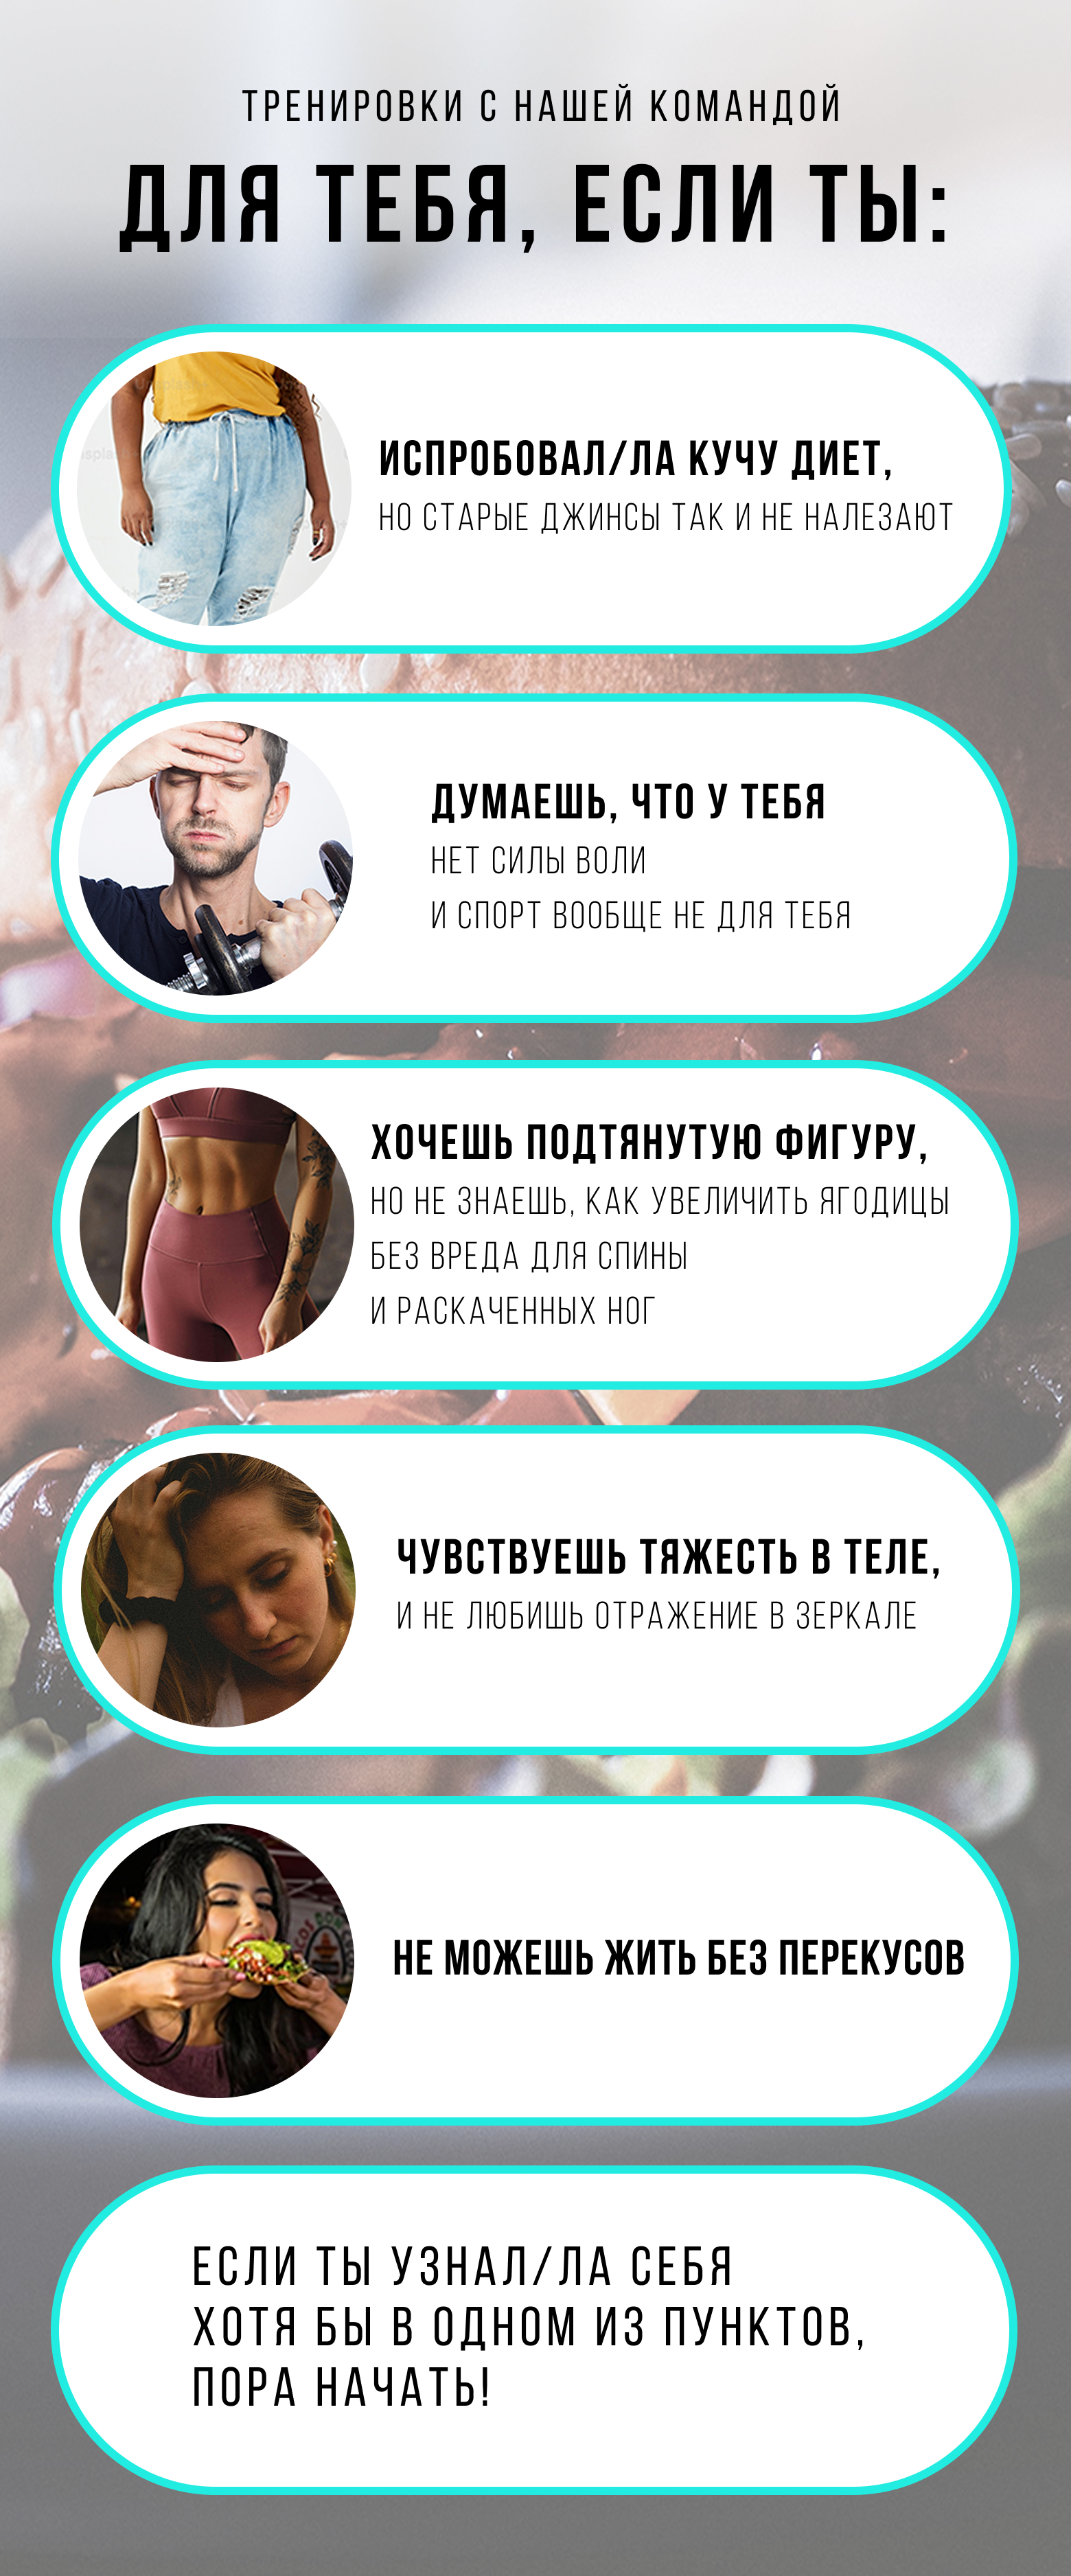 ТРЕНИРОВКИ С НАШЕЙ КОМАНДОЙ
ДЛЯ ТЕБЯ, ЕСЛИ ТЫ:
ИСПРОБОВАЛ/ЛА КУЧУ ДИЕТ,
НО СТАРЫЕ ДЖИНСЫ ТАК И НЕ НАЛЕЗАЮТ
ДУМАЕШЬ, ЧТО У ТЕБЯ
НЕТ СИЛЫ ВОЛИ
И СПОРТ ВООБЩЕ НЕ ДЛЯ ТЕБЯ
ХОЧЕШЬ ПОДТЯНУТУЮ ФИГУРУ,
НО НЕ ЗНАЕШЬ, КАК УВЕЛИЧИТЬ ЯГОДИЦЫ
БЕЗ ВРЕДА ДЛЯ СПИНЫ
И РАСКАЧЕННЫХ НОГ
ЧУВСТВУЕШЬ ТЯЖЕСТЬ В ТЕЛЕ,
И НЕ ЛЮБИШЬ ОТРАЖЕНИЕ В ЗЕРКАЛЕ
НЕ МОЖЕШЬ ЖИТЬ БЕЗ ПЕРЕКУСОВ
ЕСЛИ ТЫ УЗНАЛ/ЛА СЕБЯ
ХОТЯ БЫ В ОДНОМ ИЗ ПУНКТОВ,
ПОРА НАЧАТЬ!